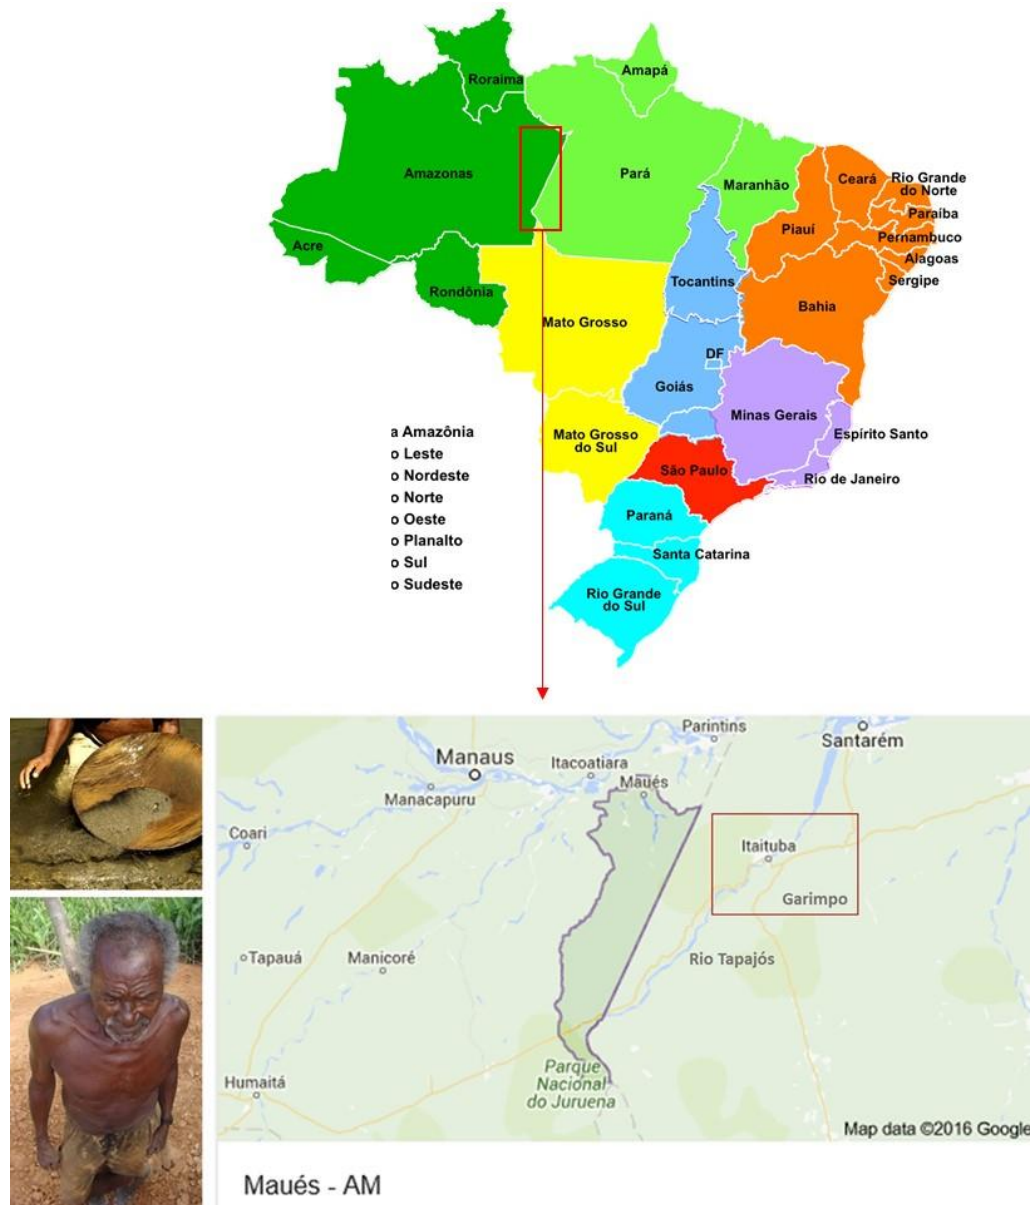 Roraima
Amapá
Amazonas
Pará
Maranhão
Ceará
Rio Grande
do Norte
Paraíba
Piauí
Pernambuco
Acre
Alagoas
Rondônia
Tocantins
Sergipe
Mato Grosso
Bahia
DF
Goiás
Minas Gerais
Mato Grosso
do Sul
Espírito Santo
São Paulo
Rio de Janeiro
Paraná
Santa Catarina
Rio Grande
do Sul
a Amazônia
o Leste
o Nordeste
o Norte
o Oeste
o Planalto
o Sul
o Sudeste
Parintins
Santarém
Manaus
Itacoatiara
Maués
Manacapuru
Coari
Itaituba
Garimpo
Tapauá
Manicoré
Rio Tapajós
Parque
Nacional
do Juruena
Humaitá
Map data ©2016 Google
Maués - AM